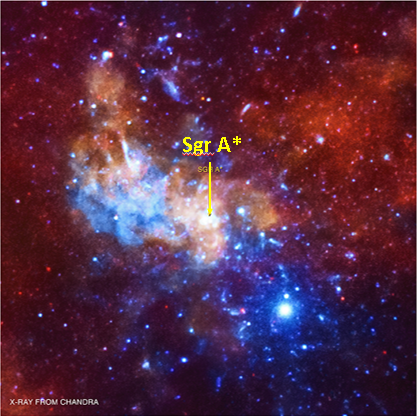 Sgr A*
SGR A*
X-RAY FROM CHANDRA